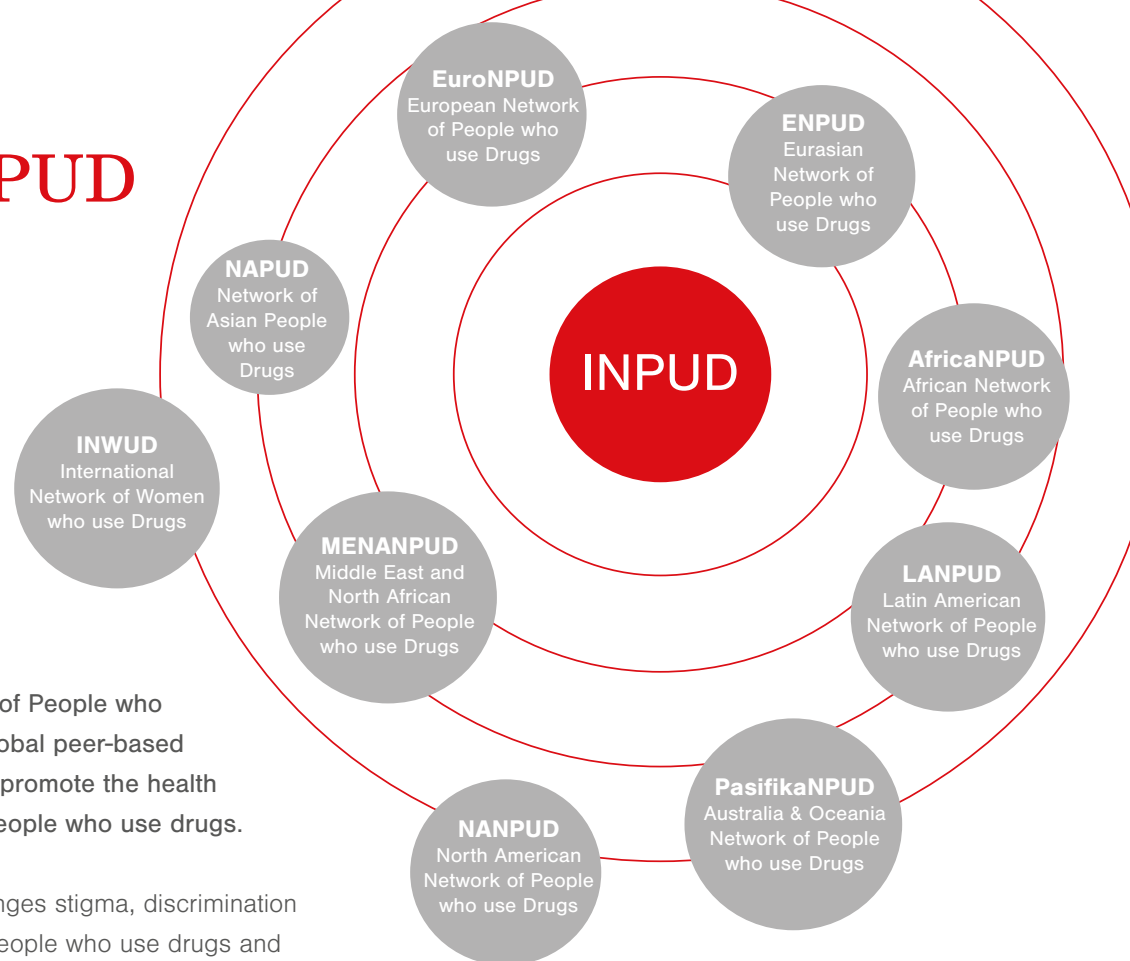 PUD
EuroNPUD
European Network
of People who
use Drugs
ENPUD
Eurasian
Network of
People who
use Drugs
NAPUD
Network of
Asian People
who use
Drugs
INPUD
AfricaNPUD
African Network
of People who
use Drugs
INWUD
International
Network of Women
who use Drugs
MENANPUD
Middle East and
North African
Network of People
who use Drugs
LANPUD
Latin American
Network of People
who use Drugs
PasifikaNPUD
Australia & Oceania
Network of People
who use Drugs
NANPUD
North American
Network of People
who use Drugs
of People who
obal peer-based
promote the health
eople who use drugs.
nges stigma, discrimination
eople who use drugs and